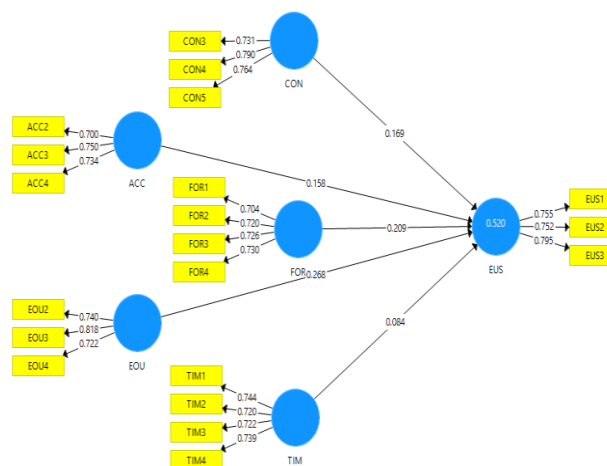 CON3
0.731
CON4
0.790
CON5
0.764
CON
0.169
ACC2
0.700
ACC3
0.750
ACC4
0.734
ACC
0.158
FOR1
0.704
FOR2
0.720
FOR3
0.726
FOR4
0.730
FOR
0.209
0.520
EUS
0.755
EUS1
0.752
EUS2
0.795
EUS3
0.268
EOU2
0.740
EOU3
0.818
EOU4
0.722
EOU
0.084
TIM1
0.744
TIM2
0.720
TIM3
0.722
TIM4
0.739
TIM